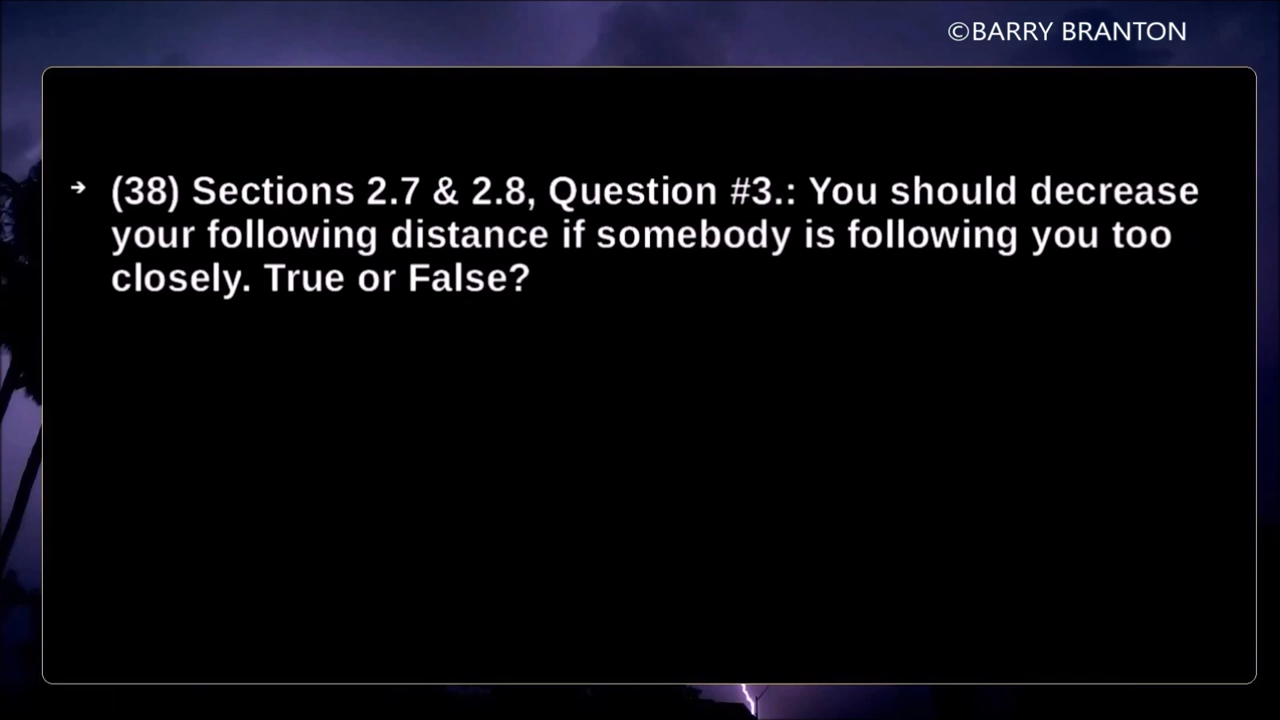 ©BARRY BRANTON
➔ (38) Sections 2.7 & 2.8, Question #3.: You should decrease
your following distance if somebody is following you too
closely. True or False?